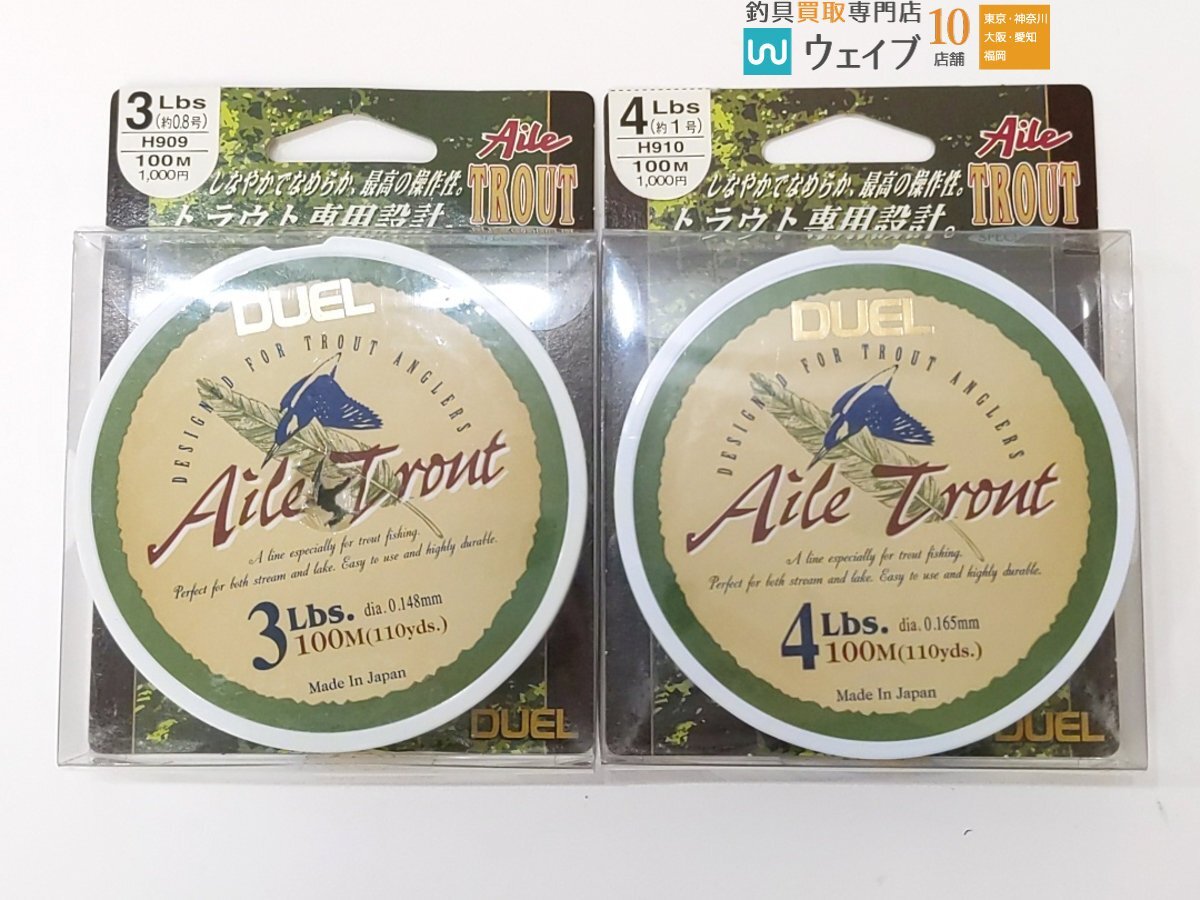 釣具買取専門店
ウェイブ
10
店舗
東京・神奈川
大阪・愛知
福岡
3Lbs
(約0.8号)
H909
100M
1,000円
Aile
TROUT
しなやかでなめらか、最高の操作性。
トラウト専用設計。
DUEL
DESIGNED FOR TROUT ANGLERS
Aile Trout
A line especially for trout fishing.
Perfect for both stream and lake. Easy to use and highly durable.
3Lbs. dia. 0.148mm
100M(110yds.)
Made In Japan
DUEL
4Lbs
(約1号)
H910
100M
1,000円
Aile
TROUT
しなやかでなめらか、最高の操作性。
トラウト専用設計。
DUEL
DESIGNED FOR TROUT ANGLERS
Aile Trout
A line especially for trout fishing.
Perfect for both stream and lake. Easy to use and highly durable.
4Lbs. dia. 0.165mm
100M(110yds.)
Made In Japan
DUEL